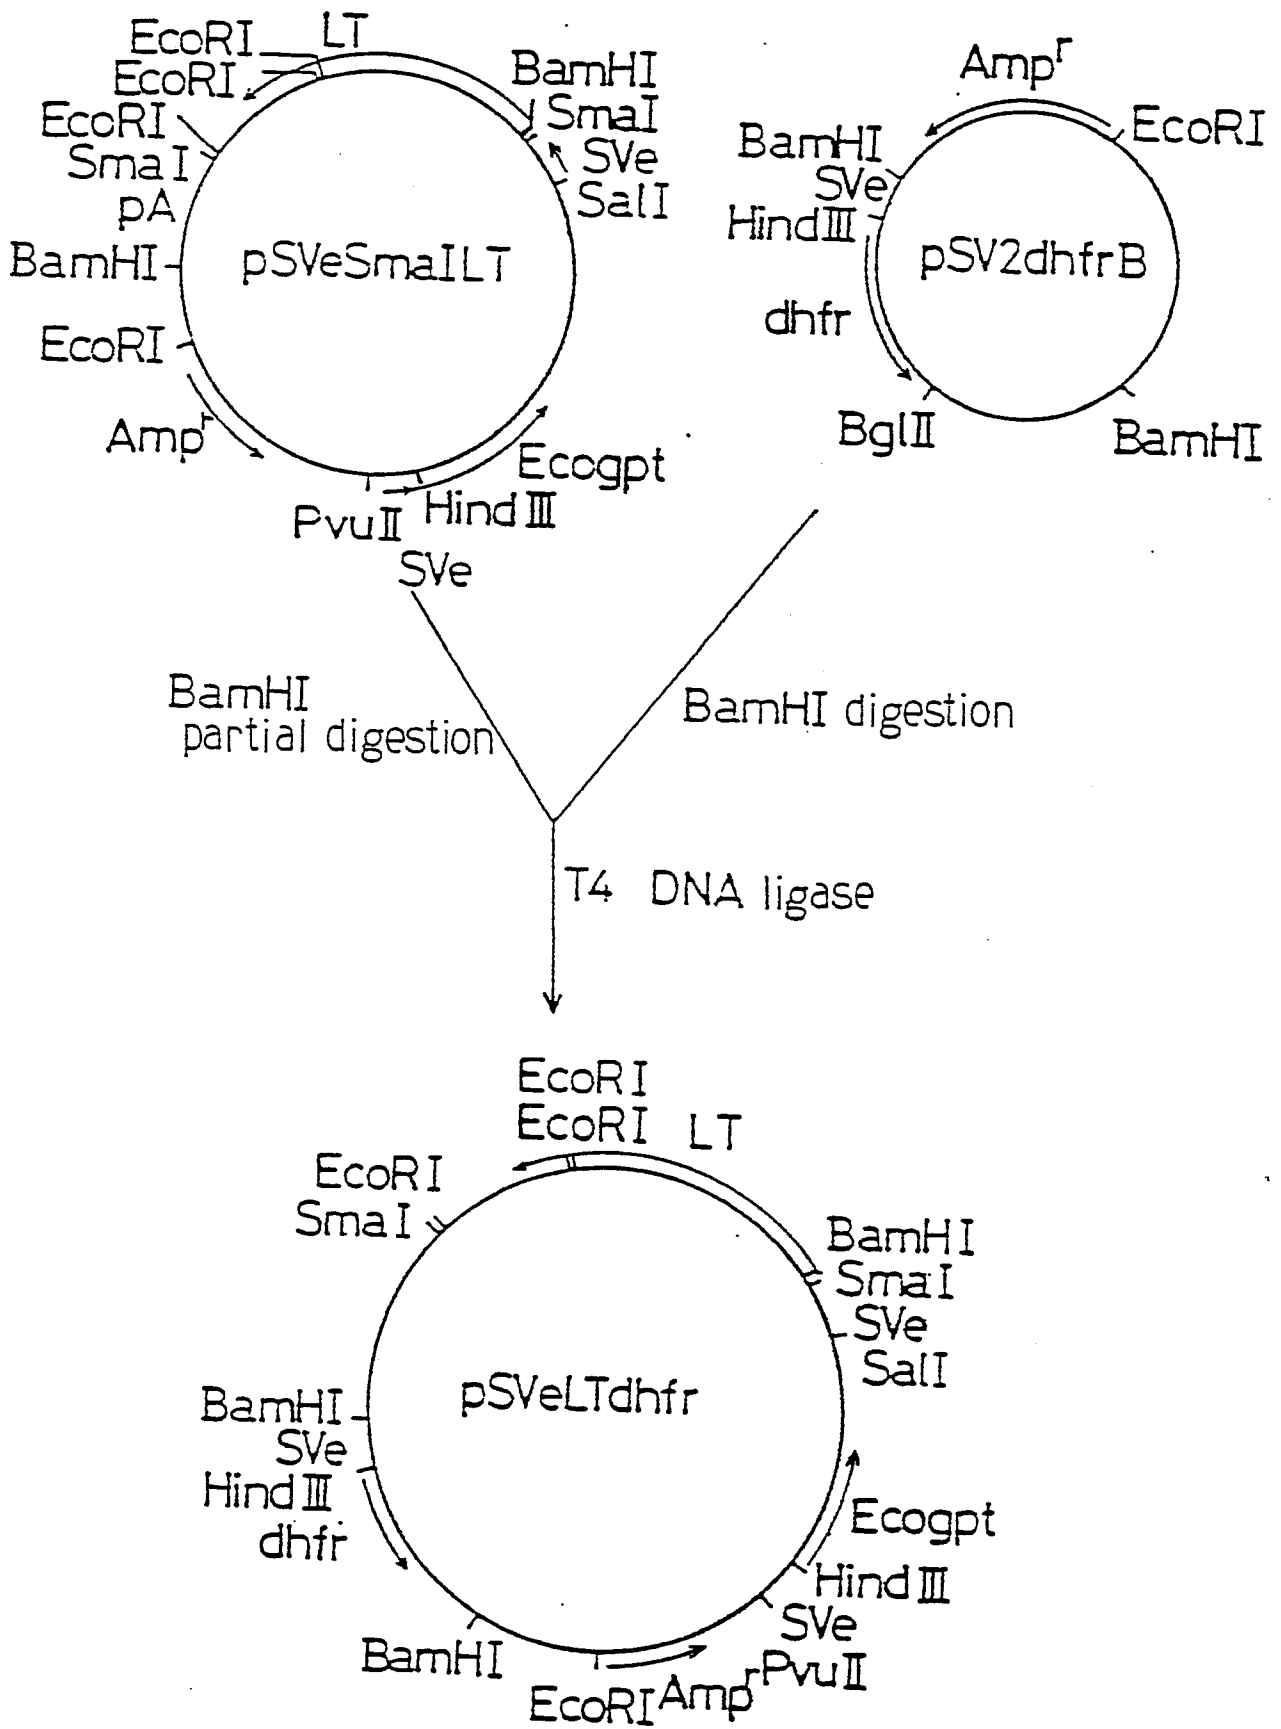 EcoRI
LT
EcoRI
EcoRI
SmaI
pA
BamHI
EcoRI
Ampr
PvuII
SVe
HindIII
Ecogpt
BamHI
SmaI
SVe
SalI
pSVeSmaILT
Ampr
EcoRI
BamHI
SVe
HindIII
dhfr
BglII
BamHI
pSV2dhfrB
BamHI
partial digestion
BamHI digestion
T4 DNA ligase
EcoRI
EcoRI LT
EcoRI
SmaI
BamHI
SmaI
SVe
SalI
pSVeLTdhfr
BamHI
SVe
HindIII
dhfr
Ecogpt
HindIII
SVe
PvuII
BamHI
EcoRI Ampr